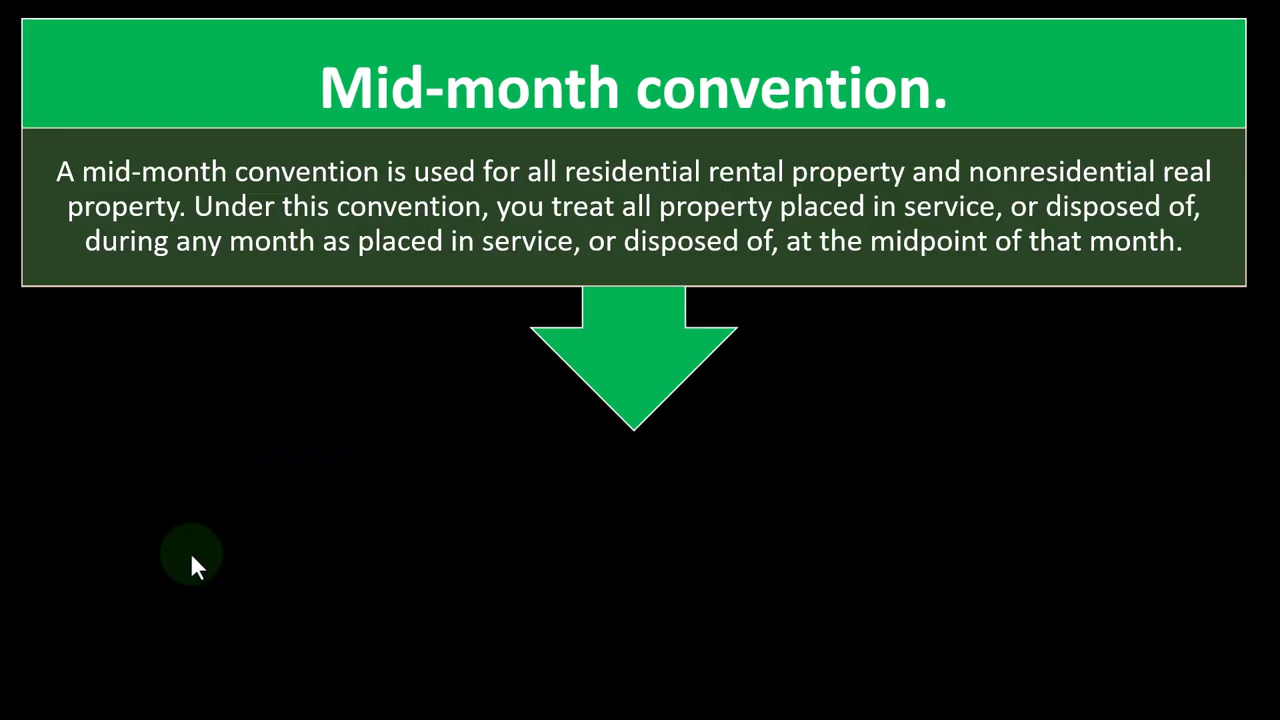 Mid-month convention.
A mid-month convention is used for all residential rental property and nonresidential real
property. Under this convention, you treat all property placed in service, or disposed of,
during any month as placed in service, or disposed of, at the midpoint of that month.